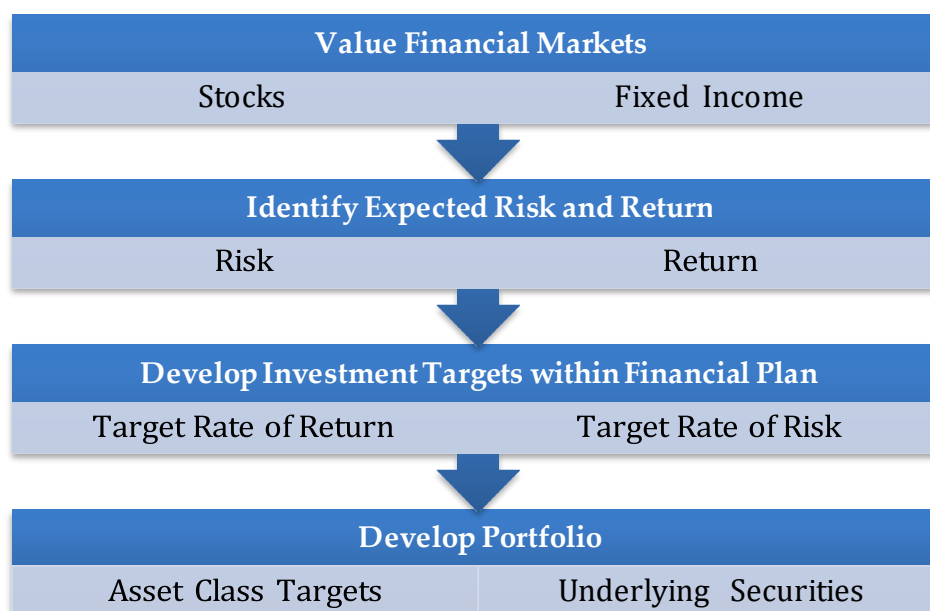 Value Financial Markets
Stocks Fixed Income
Identify Expected Risk and Return
Risk Return
Develop Investment Targets within Financial Plan
Target Rate of Return Target Rate of Risk
Develop Portfolio
Asset Class Targets Underlying Securities